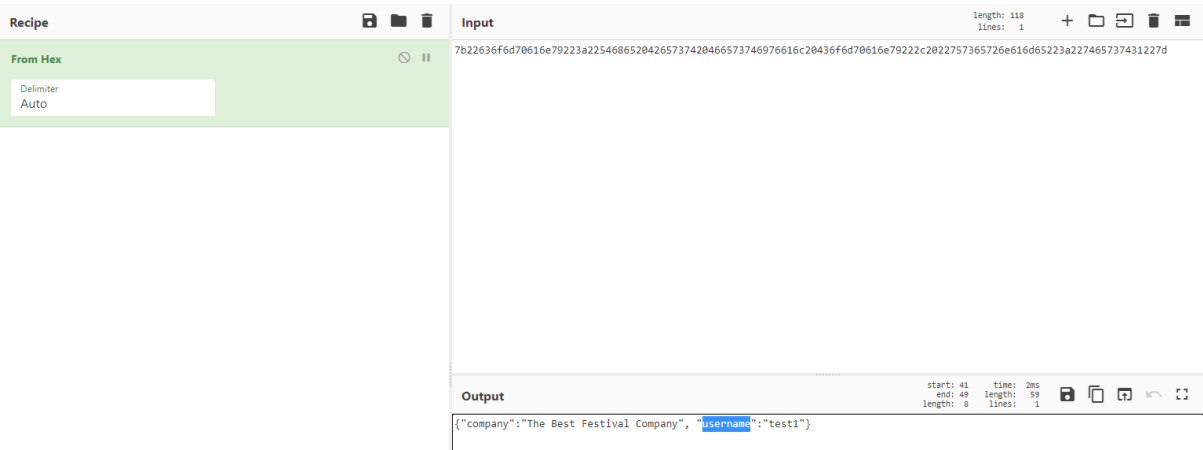 Recipe
From Hex
Delimiter
Auto
Input
length: 118
lines: 1
7b22636f6d70616e79223a22546865204265737420466573746976616c20436f6d70616e79222c2022757365726e616d65223a227465737431227d
Output
start: 41 time: 2ms
end: 49 length: 59
length: 8 lines: 1
{"company":"The Best Festival Company", "username":"test1"}